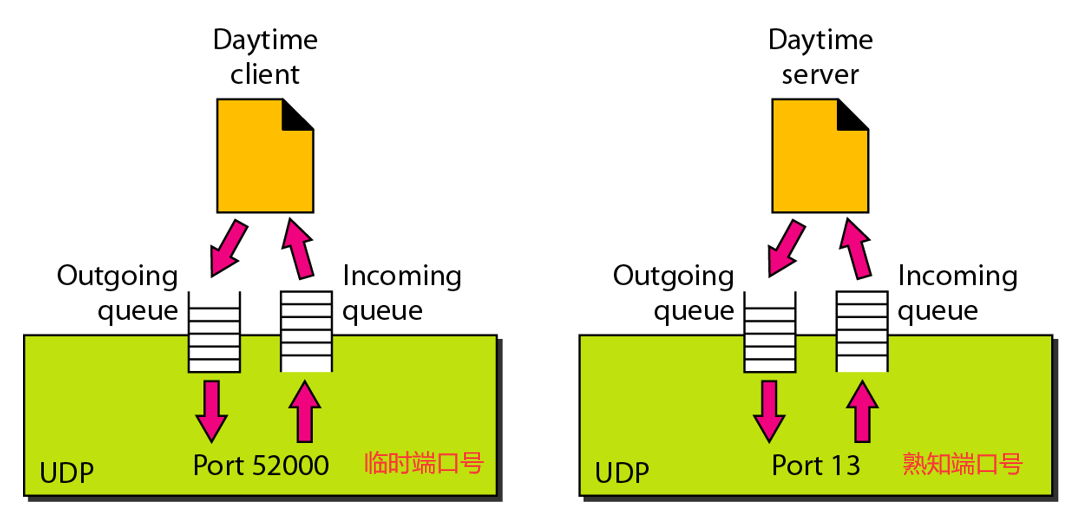 Daytime
client
Outgoing
queue
Incoming
queue
UDP
Port 52000
临时端口号
Daytime
server
Outgoing
queue
Incoming
queue
UDP
Port 13
熟知端口号